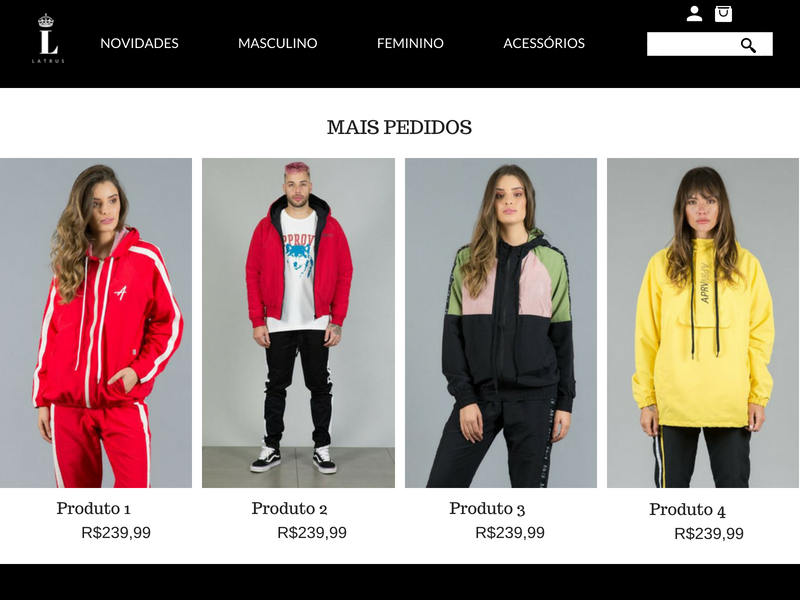 L
LATRUS
NOVIDADES MASCULINO FEMININO ACESSÓRIOS
MAIS PEDIDOS
A
APRVWDV
Produto 1 Produto 2 Produto 3 Produto 4
R$239,99 R$239,99 R$239,99 R$239,99